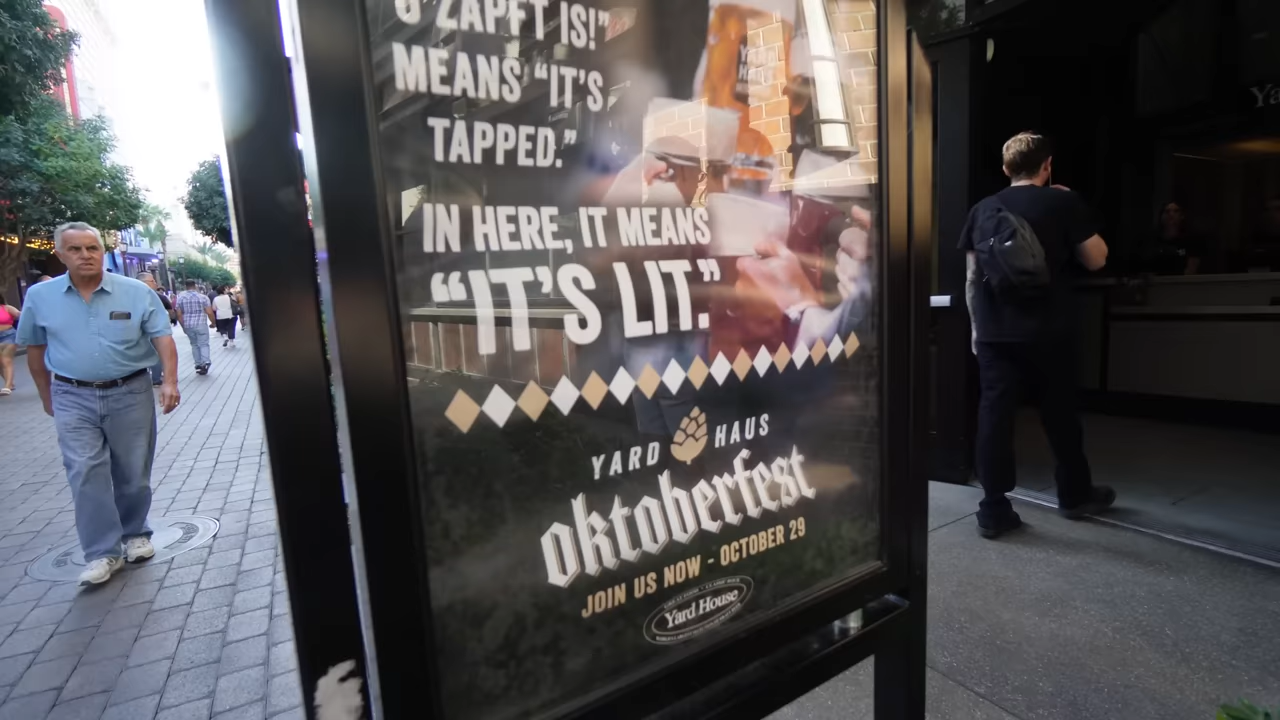 O'ZAPFT IS!"
MEANS "IT'S
TAPPED."
IN HERE, IT MEANS
"IT'S LIT."
YARD HAUS
oktoberfest
JOIN US NOW - OCTOBER 29
Yard House